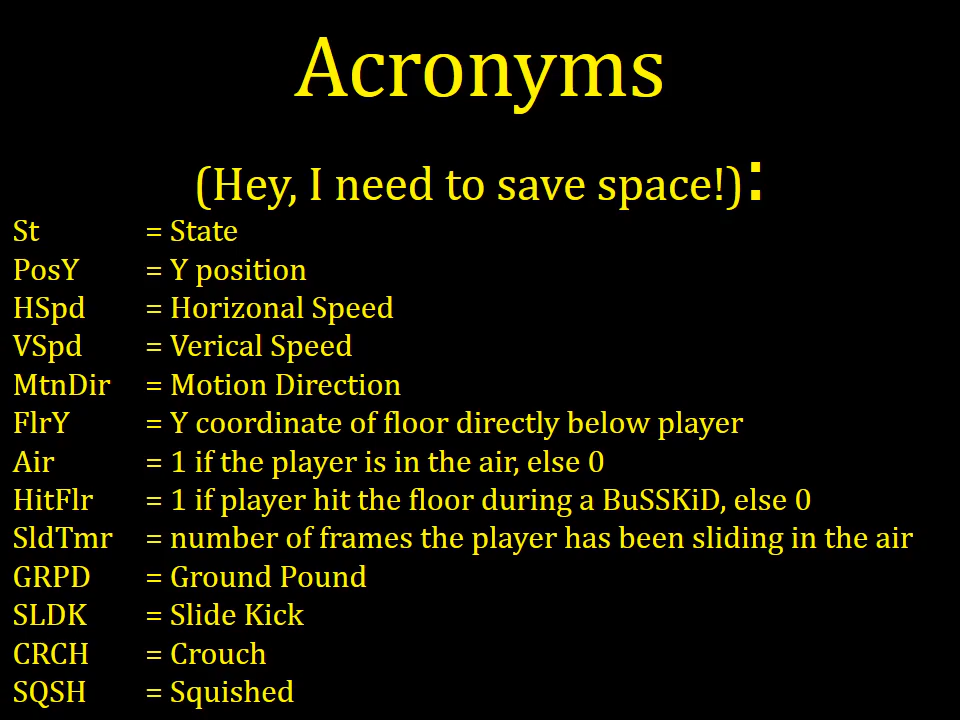 Acronyms
(Hey, I need to save space!):
St = State
PosY = Y position
HSpd = Horizonal Speed
VSpd = Verical Speed
MtnDir = Motion Direction
FlrY = Y coordinate of floor directly below player
Air = 1 if the player is in the air, else 0
HitFlr = 1 if player hit the floor during a BuSSKiD, else 0
SldTmr = number of frames the player has been sliding in the air
GRPD = Ground Pound
SLDK = Slide Kick
CRCH = Crouch
SQSH = Squished